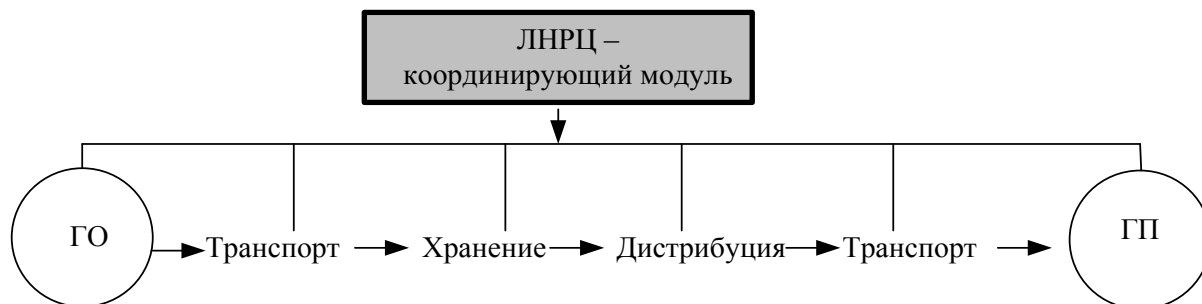 ЛНРЦ –
координирующий модуль
ГО
Транспорт
Хранение
Дистрибуция
Транспорт
ГП